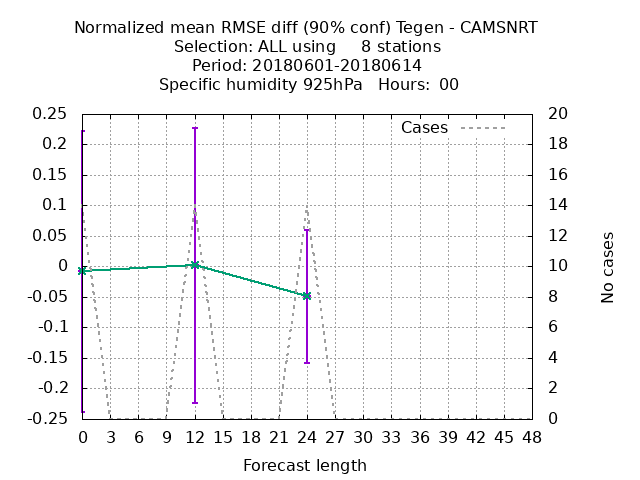 Normalized mean RMSE diff (90% conf) Tegen - CAMSNRT
Selection: ALL using 8 stations
Period: 20180601-20180614
Specific humidity 925hPa Hours: 00
Cases
0.25
0.2
0.15
0.1
0.05
0
-0.05
-0.1
-0.15
-0.2
-0.25
20
18
16
14
12
10
8
6
4
2
0
No cases
0 3 6 9 12 15 18 21 24 27 30 33 36 39 42 45 48
Forecast length